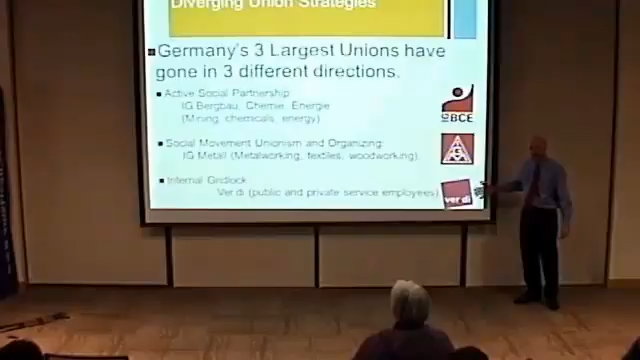 Diverging Union Strategies
Germany's 3 Largest Unions have
gone in 3 different directions.
Active Social Partnership
IG Bergbau, Chemie, Energie
(Mining, chemicals, energy)
IG BCE
Social Movement Unionism and Organizing:
IG Metall (Metalworking, textiles, woodworking)
Internal Gridlock
Ver.di (public and private service employees)
ver di